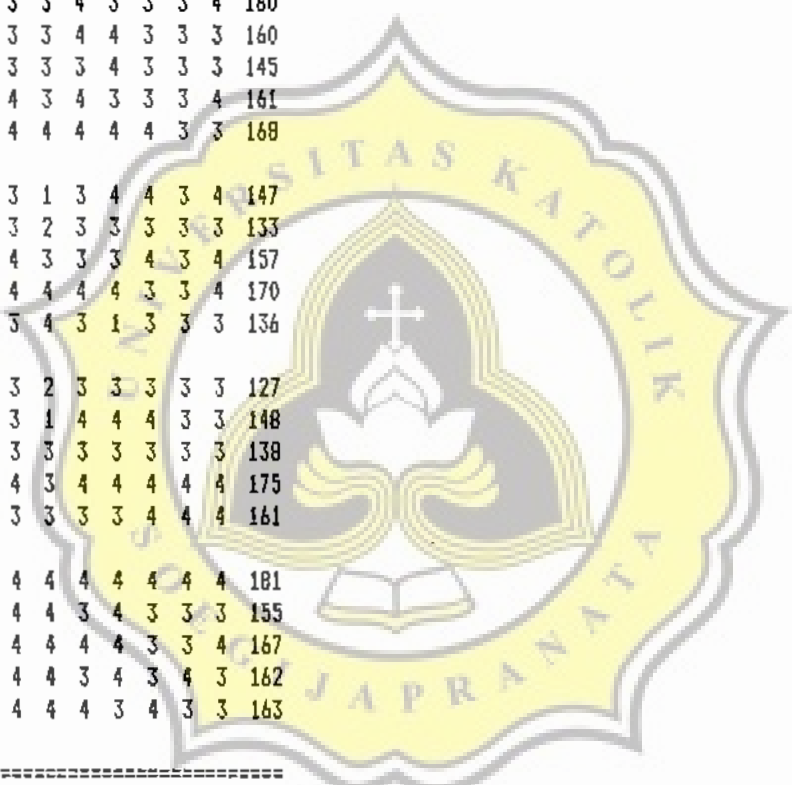 3 3 4 3 3 3 4 180
3 3 4 4 3 3 3 160
3 3 3 4 3 3 3 145
4 3 4 3 3 3 4 161
4 4 4 4 4 3 3 168
3 1 3 4 4 3 4 147
3 2 3 3 3 3 3 133
4 3 3 3 4 3 4 157
4 4 4 4 3 3 4 170
3 4 3 1 3 3 3 136
3 2 3 3 3 3 3 127
3 1 4 4 4 3 3 148
3 3 3 3 3 3 3 138
4 3 4 4 4 4 4 175
3 3 3 3 4 4 4 161
4 4 4 4 4 4 4 181
4 4 3 4 3 3 3 155
4 4 4 4 3 3 4 167
4 4 3 4 3 4 3 162
4 4 4 3 4 3 3 163
UNIVERSITAS KATOLIK
SOEGIJAPRANATA